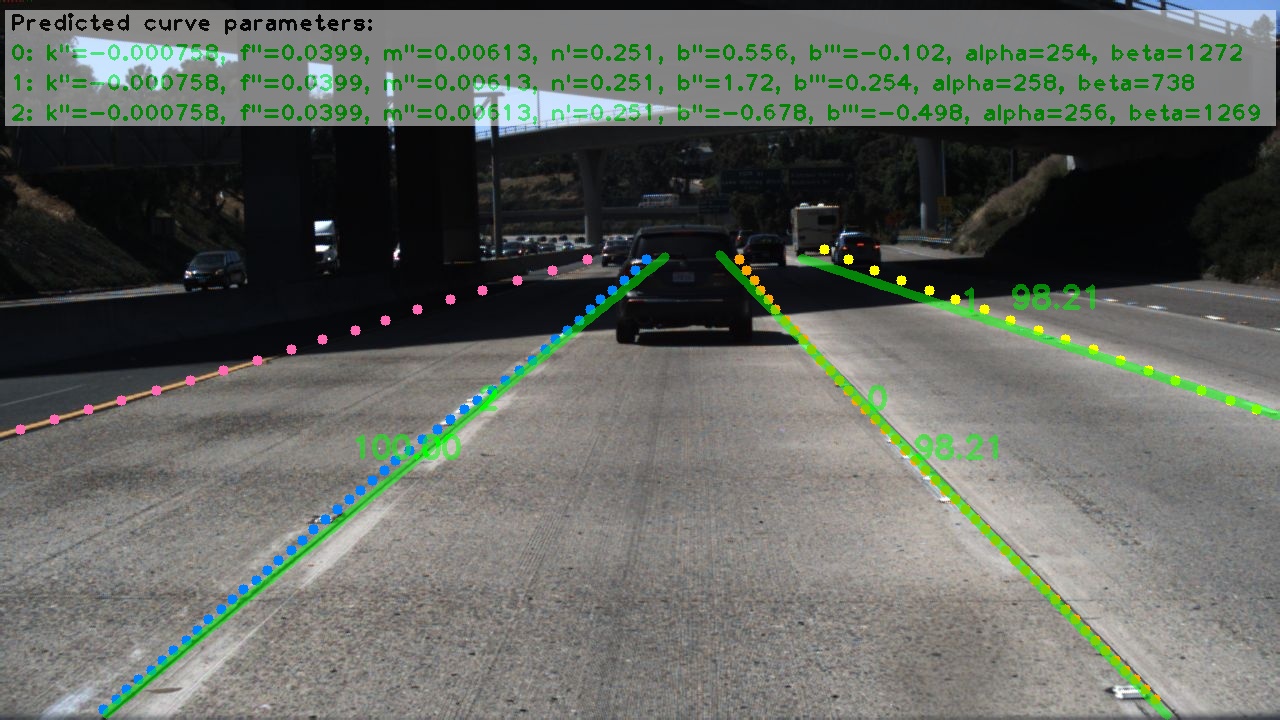 Predicted curve parameters:
0: k''=-0.000758, f''=0.0399, m''=0.00613, n'=0.251, b''=0.556, b'''=-0.102, alpha=254, beta=1272
1: k''=-0.000758, f''=0.0399, m''=0.00613, n'=0.251, b''=1.72, b'''=0.254, alpha=258, beta=738
2: k''=-0.000758, f''=0.0399, m''=0.00613, n'=0.251, b''=-0.678, b'''=-0.498, alpha=256, beta=1269
1 98.21
2
0
100.00
98.21